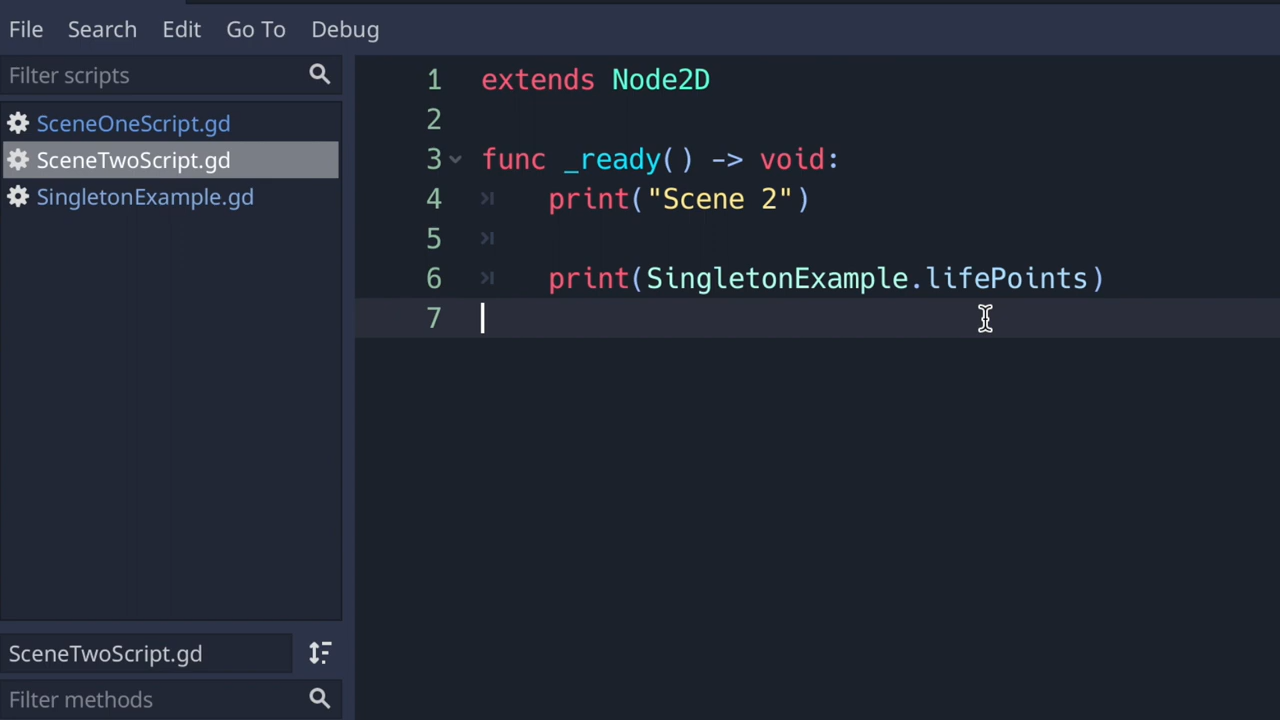 File Search Edit Go To Debug
Filter scripts
SceneOneScript.gd
SceneTwoScript.gd
SingletonExample.gd
SceneTwoScript.gd
Filter methods
1 extends Node2D
2
3 func _ready() -> void:
4 print("Scene 2")
5
6 print(SingletonExample.lifePoints)
7